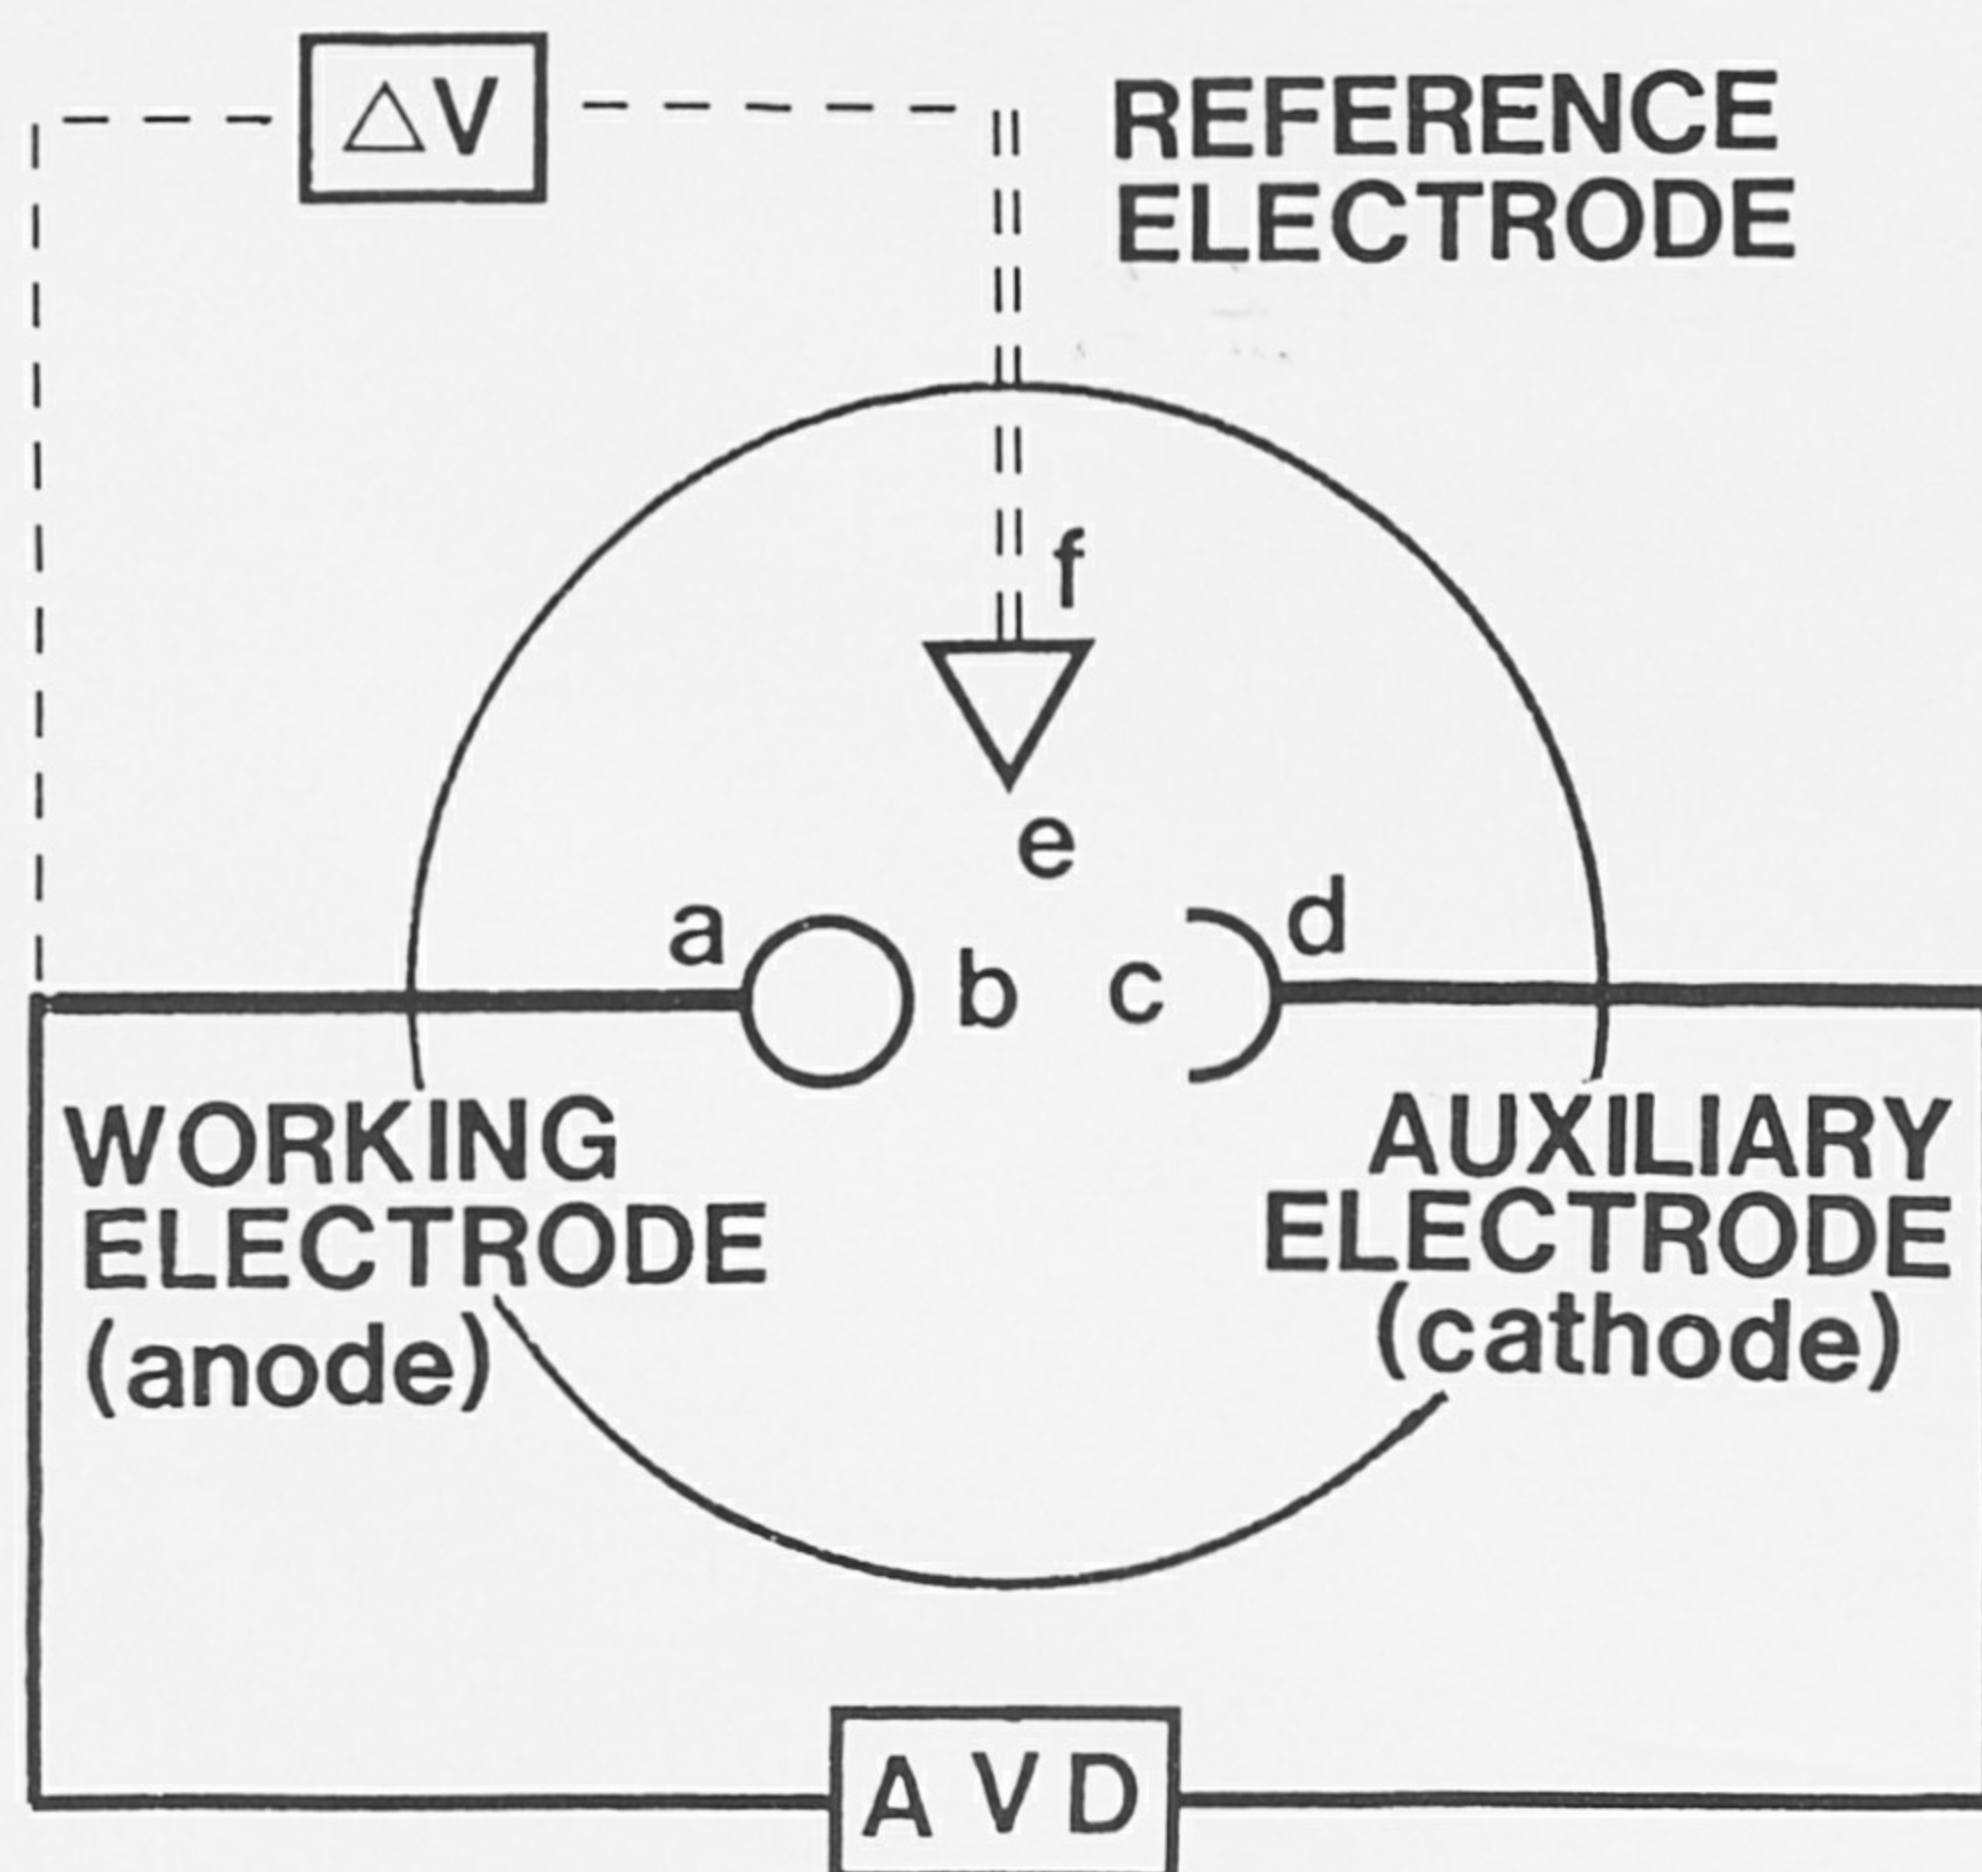 △V
REFERENCE
ELECTRODE
f
e
a
b
c
d
WORKING
ELECTRODE
(anode)
AUXILIARY
ELECTRODE
(cathode)
A V D